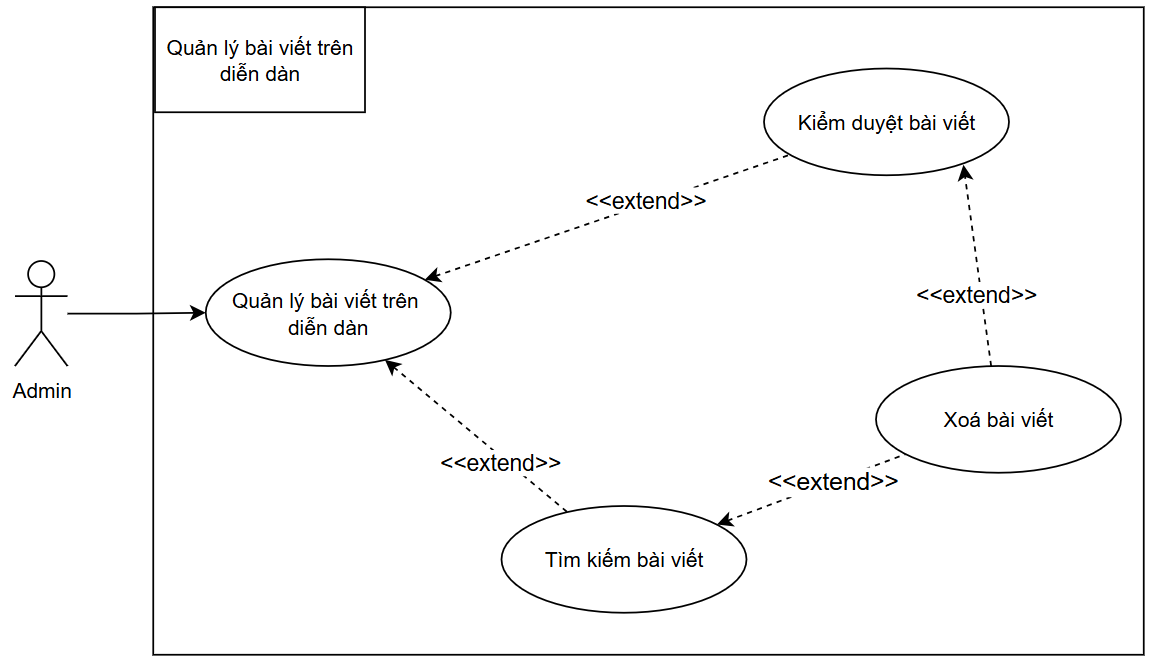 Quản lý bài viết trên
diễn dàn
Kiểm duyệt bài viết
<<extend>>
Quản lý bài viết trên
diễn dàn
<<extend>>
Admin
Xoá bài viết
<<extend>>
<<extend>>
Tìm kiếm bài viết